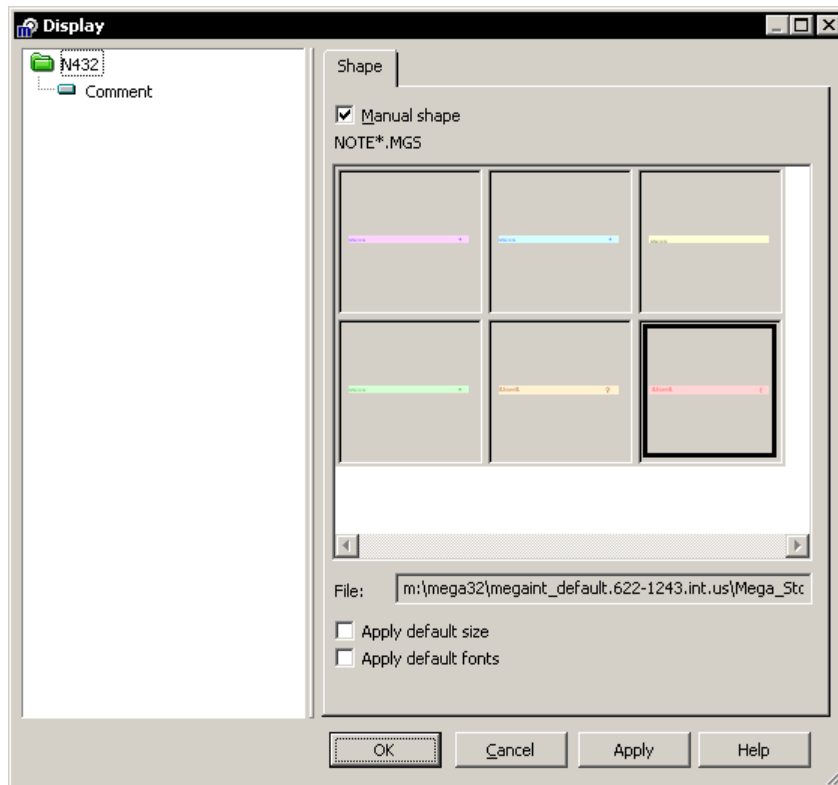 Display
N432
Comment
Shape
Manual shape
NOTE*.MGS
File:
m:\mega32\megaint_default.622-1243.int.us\Mega_Stc
Apply default size
Apply default fonts
OK
Cancel
Apply
Help